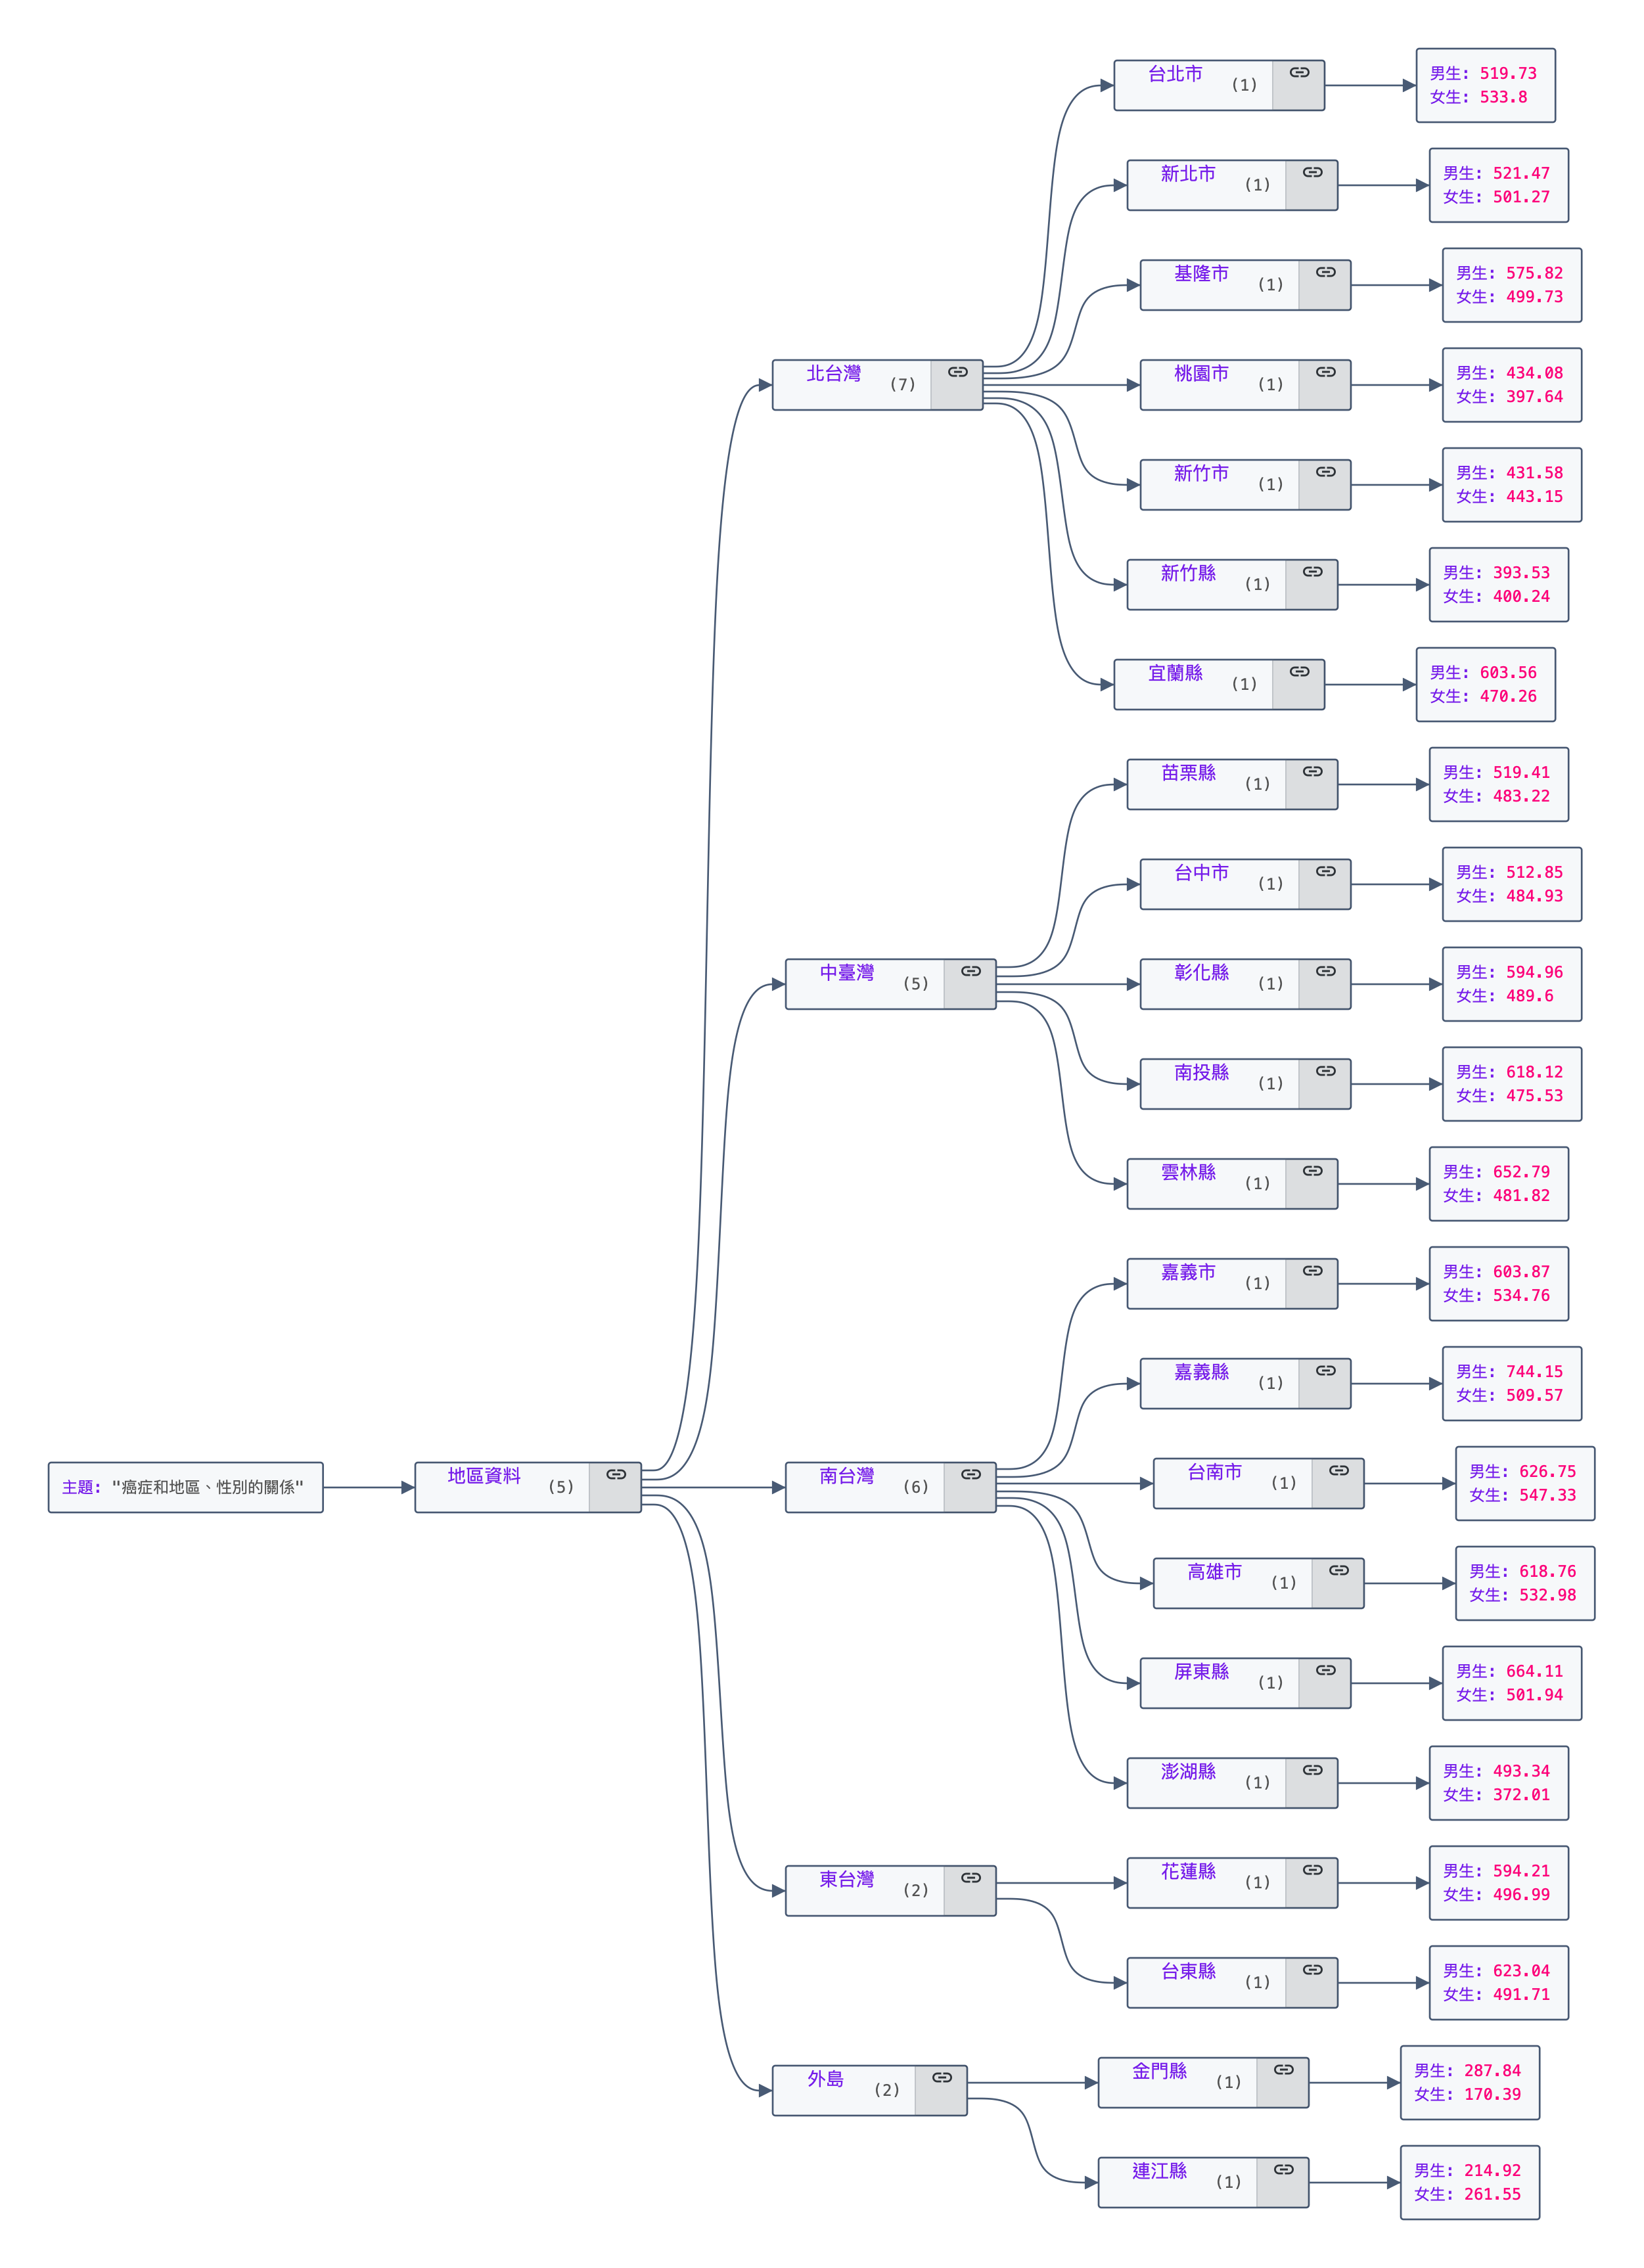 主題: "癌症和地區、性別的關係"
地區資料 (5)
北台灣 (7)
台北市 (1)
男生: 519.73
女生: 533.8
新北市 (1)
男生: 521.47
女生: 501.27
基隆市 (1)
男生: 575.82
女生: 499.73
桃園市 (1)
男生: 434.08
女生: 397.64
新竹市 (1)
男生: 431.58
女生: 443.15
新竹縣 (1)
男生: 393.53
女生: 400.24
宜蘭縣 (1)
男生: 603.56
女生: 470.26
中臺灣 (5)
苗栗縣 (1)
男生: 519.41
女生: 483.22
台中市 (1)
男生: 512.85
女生: 484.93
彰化縣 (1)
男生: 594.96
女生: 489.6
南投縣 (1)
男生: 618.12
女生: 475.53
雲林縣 (1)
男生: 652.79
女生: 481.82
南台灣 (6)
嘉義市 (1)
男生: 603.87
女生: 534.76
嘉義縣 (1)
男生: 744.15
女生: 509.57
台南市 (1)
男生: 626.75
女生: 547.33
高雄市 (1)
男生: 618.76
女生: 532.98
屏東縣 (1)
男生: 664.11
女生: 501.94
澎湖縣 (1)
男生: 493.34
女生: 372.01
東台灣 (2)
花蓮縣 (1)
男生: 594.21
女生: 496.99
台東縣 (1)
男生: 623.04
女生: 491.71
外島 (2)
金門縣 (1)
男生: 287.84
女生: 170.39
連江縣 (1)
男生: 214.92
女生: 261.55